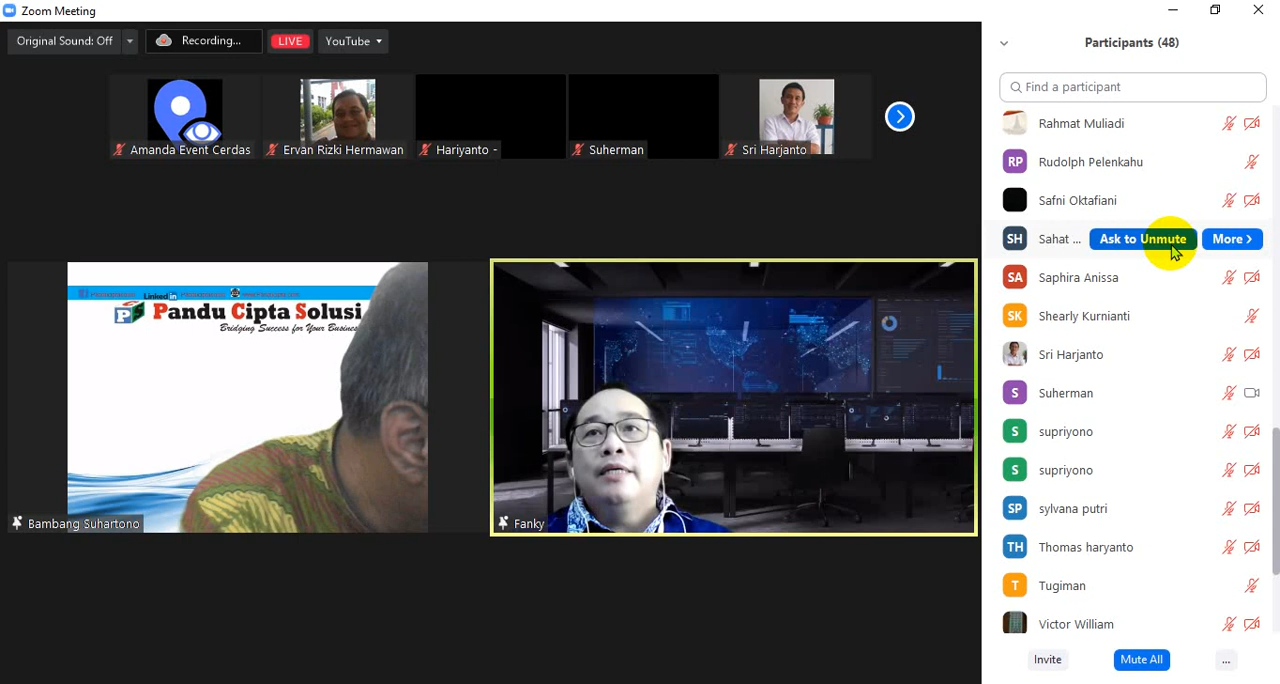 Zoom Meeting
Original Sound: Off
Recording...
LIVE
YouTube
Amanda Event Cerdas
Ervan Rizki Hermawan
Hariyanto -
Suherman
Sri Harjanto
Linkedin
Pandu Cipta Solusi
Bridging Success for Your Busines
Bambang Suhartono
Fanky
Participants (48)
Find a participant
Rahmat Muliadi
RP Rudolph Pelenkahu
Safni Oktafiani
SH Sahat ... Ask to Unmute More >
SA Saphira Anissa
SK Shearly Kurnianti
Sri Harjanto
S Suherman
S supriyono
S supriyono
SP sylvana putri
TH Thomas haryanto
T Tugiman
Victor William
Invite Mute All ...